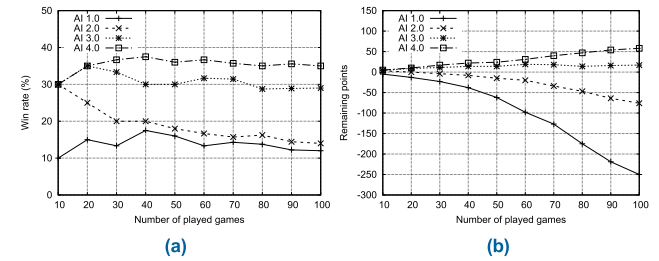 AI 1.0
AI 2.0
AI 3.0
AI 4.0
50
40
30
20
10
0
Win rate (%)
10 20 30 40 50 60 70 80 90 100
Number of played games
(a)
AI 1.0
AI 2.0
AI 3.0
AI 4.0
150
100
50
0
-50
-100
-150
-200
-250
-300
Remaining points
10 20 30 40 50 60 70 80 90 100
Number of played games
(b)